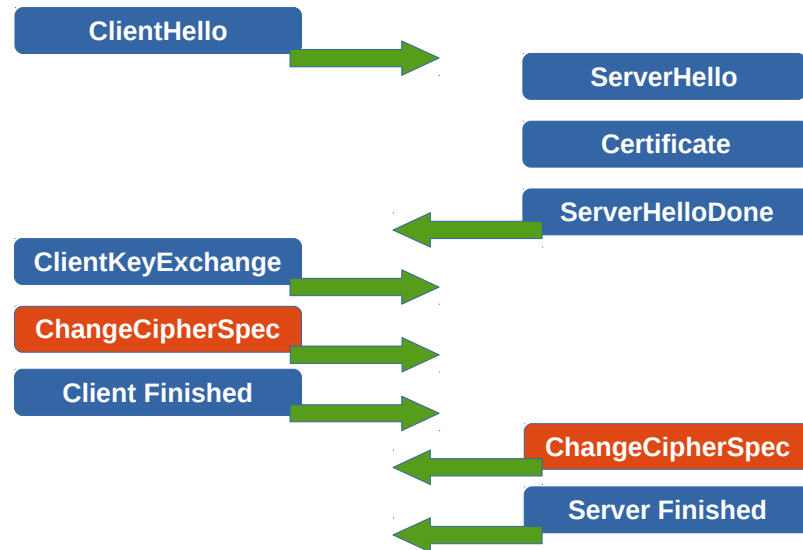 ClientHello
ServerHello
Certificate
ServerHelloDone
ClientKeyExchange
ChangeCipherSpec
Client Finished
ChangeCipherSpec
Server Finished